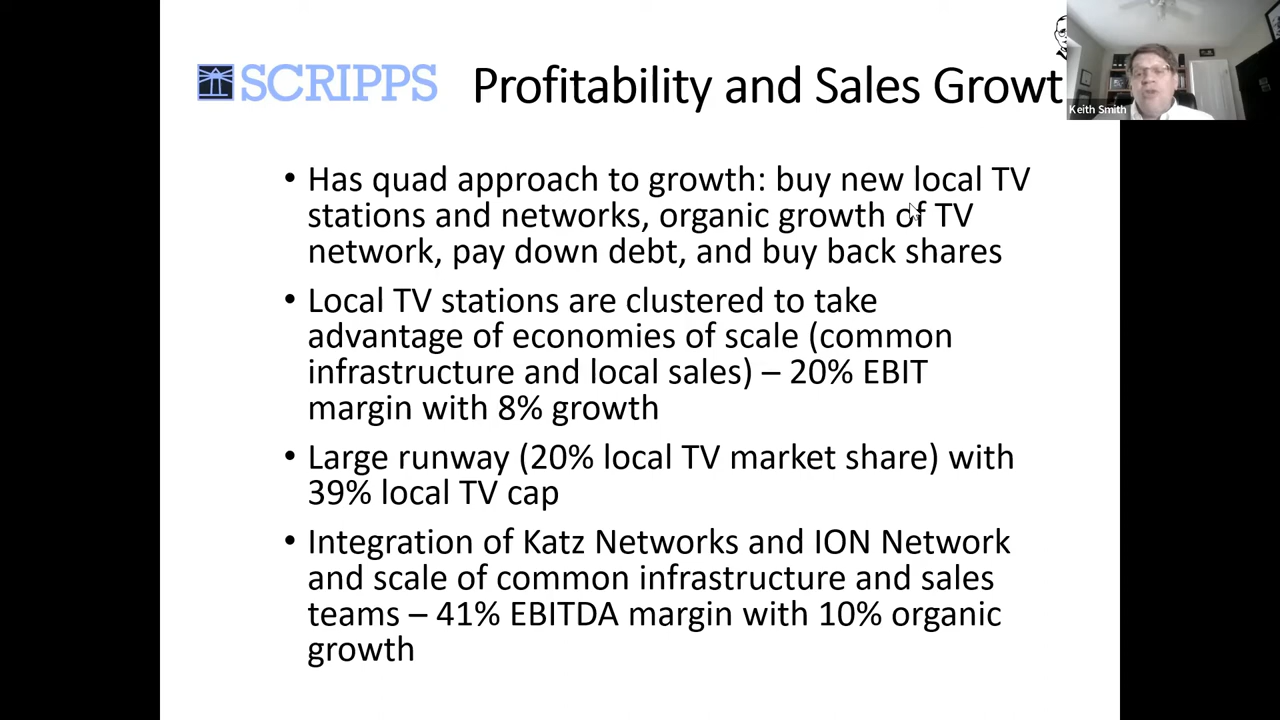 SCRIPPS Profitability and Sales Growt
Keith Smith
• Has quad approach to growth: buy new local TV
stations and networks, organic growth of TV
network, pay down debt, and buy back shares
• Local TV stations are clustered to take
advantage of economies of scale (common
infrastructure and local sales) – 20% EBIT
margin with 8% growth
• Large runway (20% local TV market share) with
39% local TV cap
• Integration of Katz Networks and ION Network
and scale of common infrastructure and sales
teams – 41% EBITDA margin with 10% organic
growth